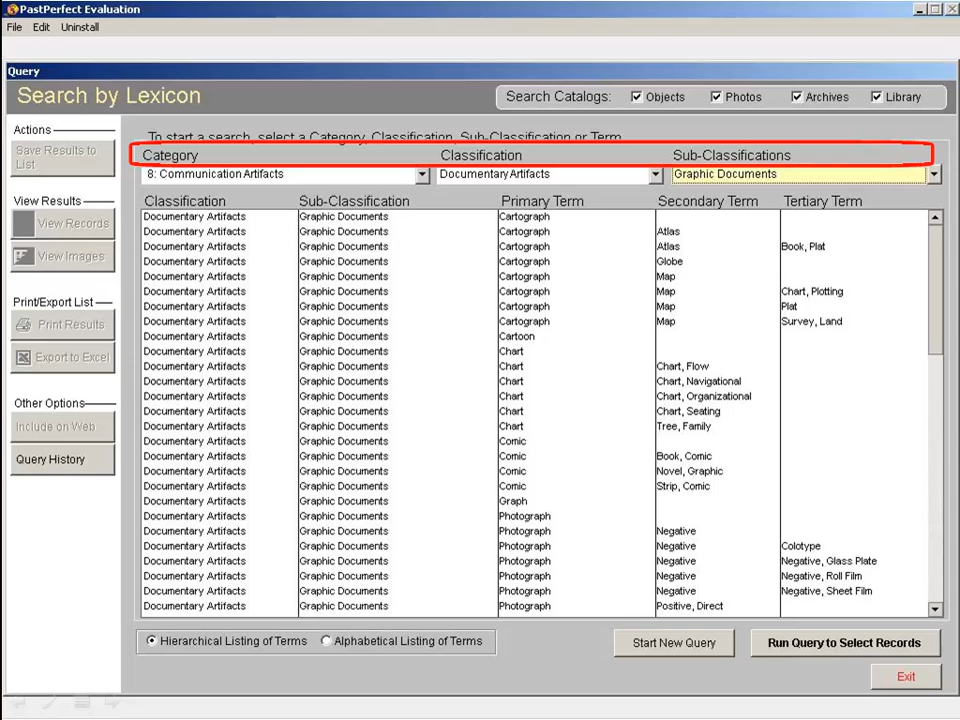 PastPerfect Evaluation
File Edit Uninstall
Query
Search by Lexicon
Search Catalogs: Objects Photos Archives Library
Actions
Save Results to
List
View Results
View Records
View Images
Print/Export List
Print Results
Export to Excel
Other Options
Include on Web
Query History
To start a search, select a Category, Classification, Sub-Classification or Term
Category Classification Sub-Classifications
8: Communication Artifacts Documentary Artifacts Graphic Documents
Classification Sub-Classification Primary Term Secondary Term Tertiary Term
Documentary Artifacts Graphic Documents Cartograph
Documentary Artifacts Graphic Documents Cartograph Atlas
Documentary Artifacts Graphic Documents Cartograph Atlas Book, Plat
Documentary Artifacts Graphic Documents Cartograph Globe
Documentary Artifacts Graphic Documents Cartograph Map
Documentary Artifacts Graphic Documents Cartograph Map Chart, Plotting
Documentary Artifacts Graphic Documents Cartograph Map Plat
Documentary Artifacts Graphic Documents Cartograph Map Survey, Land
Documentary Artifacts Graphic Documents Cartoon
Documentary Artifacts Graphic Documents Chart
Documentary Artifacts Graphic Documents Chart Chart, Flow
Documentary Artifacts Graphic Documents Chart Chart, Navigational
Documentary Artifacts Graphic Documents Chart Chart, Organizational
Documentary Artifacts Graphic Documents Chart Chart, Seating
Documentary Artifacts Graphic Documents Chart Tree, Family
Documentary Artifacts Graphic Documents Comic
Documentary Artifacts Graphic Documents Comic Book, Comic
Documentary Artifacts Graphic Documents Comic Novel, Graphic
Documentary Artifacts Graphic Documents Comic Strip, Comic
Documentary Artifacts Graphic Documents Graph
Documentary Artifacts Graphic Documents Photograph
Documentary Artifacts Graphic Documents Photograph Negative
Documentary Artifacts Graphic Documents Photograph Negative Colotype
Documentary Artifacts Graphic Documents Photograph Negative Negative, Glass Plate
Documentary Artifacts Graphic Documents Photograph Negative Negative, Roll Film
Documentary Artifacts Graphic Documents Photograph Negative Negative, Sheet Film
Documentary Artifacts Graphic Documents Photograph Positive, Direct
Hierarchical Listing of Terms Alphabetical Listing of Terms
Start New Query
Run Query to Select Records
Exit